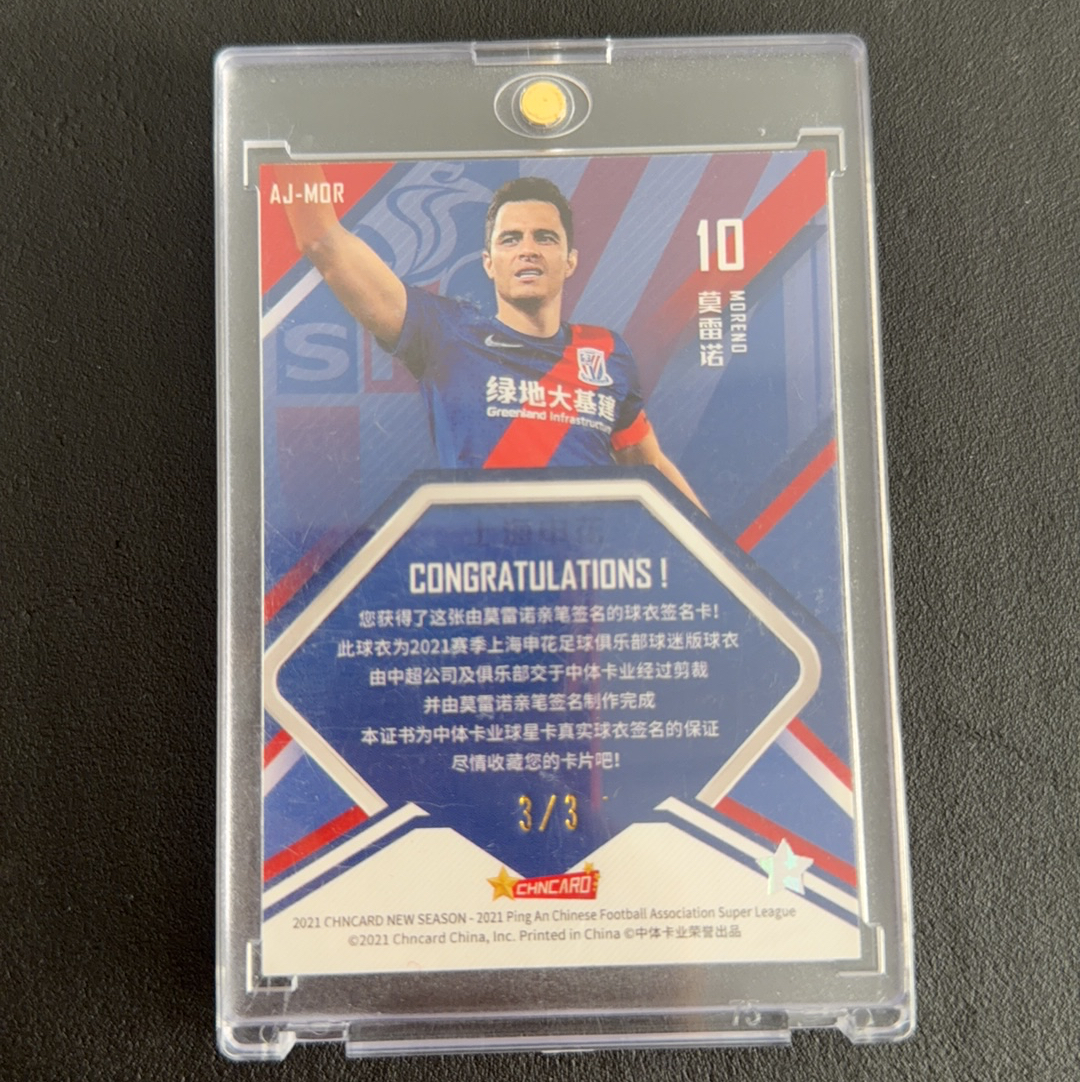 AJ-MOR
10
莫雷诺
MORENO
S
绿地大基建
Greenland Infrastructure
CONGRATULATIONS！
您获得了这张由莫雷诺亲笔签名的球衣签名卡！
此球衣为2021赛季上海申花足球俱乐部球迷版球衣
由中超公司及俱乐部交于中体卡业经过剪裁
并由莫雷诺亲笔签名制作完成
本证书为中体卡业球星卡真实球衣签名的保证
尽情收藏您的卡片吧！
3/3
CHNCARD
2021 CHNCARD NEW SEASON - 2021 Ping An Chinese Football Association Super League
©2021 Chncard China, Inc. Printed in China ©中体卡业荣誉出品